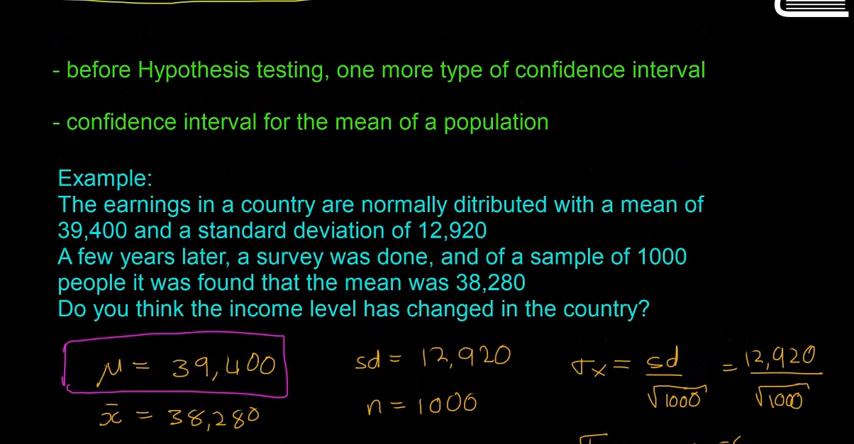 - before Hypothesis testing, one more type of confidence interval
- confidence interval for the mean of a population
Example:
The earnings in a country are normally ditributed with a mean of
39,400 and a standard deviation of 12,920
A few years later, a survey was done, and of a sample of 1000
people it was found that the mean was 38,280
Do you think the income level has changed in the country?
μ = 39,400
x̄ = 38,280
sd = 12,920
n = 1000
σx = sd/√1000 = 12,920/√1000